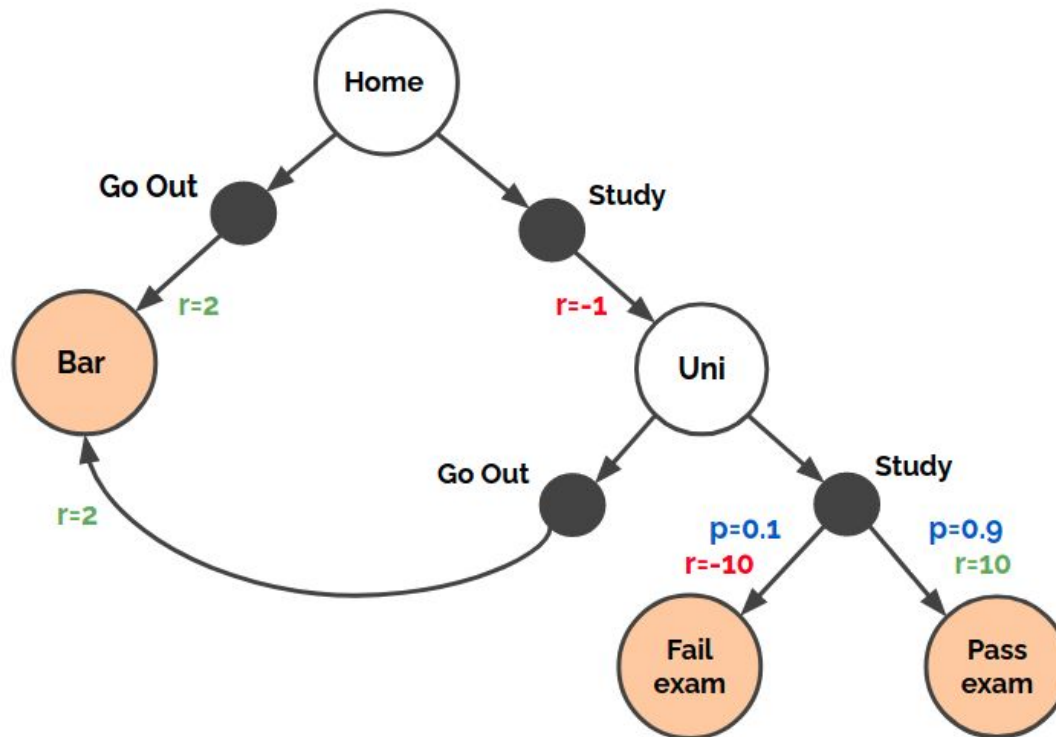 Home
Go Out
Study
r=2
r=-1
Bar
Uni
Go Out
Study
r=2
p=0.1
r=-10
p=0.9
r=10
Fail
exam
Pass
exam